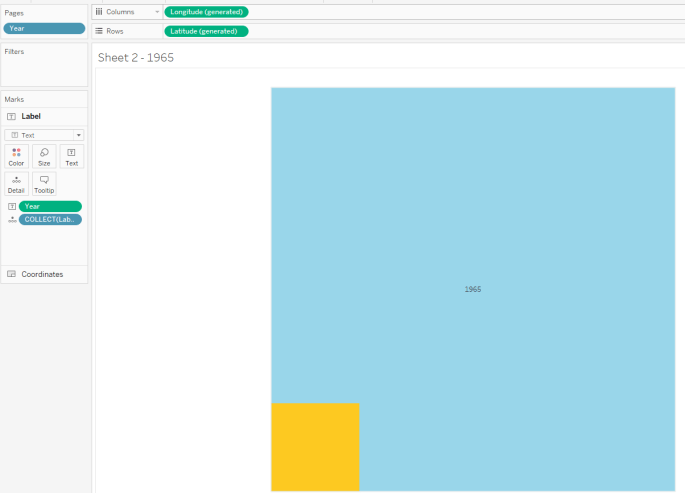 Pages
Year
Columns
Longitude (generated)
Rows
Latitude (generated)
Filters
Sheet 2 - 1965
Marks
Label
Text
Color
Size
Text
Detail
Tooltip
Year
COLLECT(Lab..
Coordinates
1965